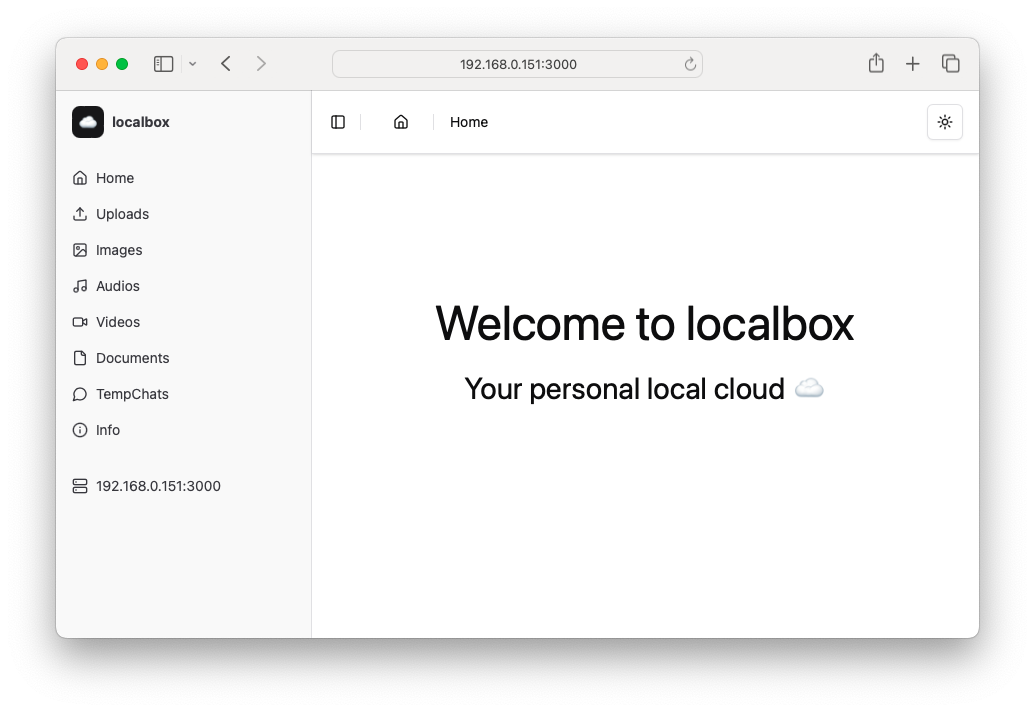 192.168.0.151:3000
localbox
Home
Home
Uploads
Images
Audios
Videos
Documents
TempChats
Info
192.168.0.151:3000
Welcome to localbox
Your personal local cloud ☁️